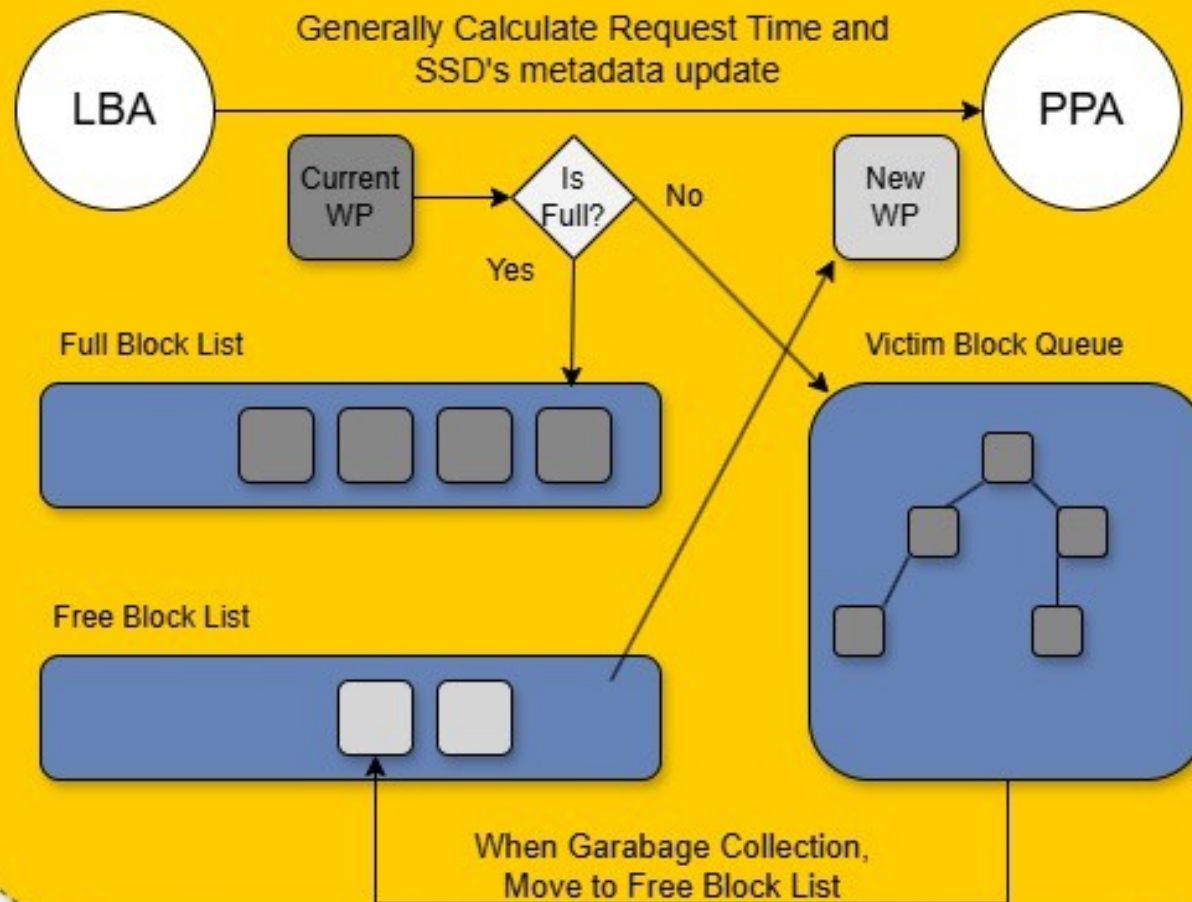 Generally Calculate Request Time and
SSD's metadata update
LBA
PPA
Current
WP
Is
Full?
No
New
WP
Yes
Full Block List
Victim Block Queue
Free Block List
When Garabage Collection,
Move to Free Block List